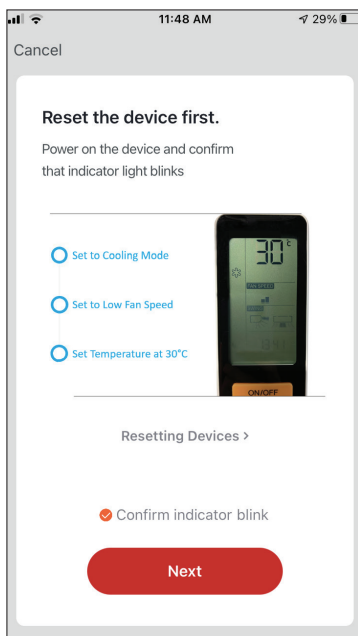 11:48 AM
29%
Cancel
Reset the device first.
Power on the device and confirm
that indicator light blinks
Set to Cooling Mode
Set to Low Fan Speed
Set Temperature at 30°C
30°c
FAN SPEED
ON/OFF
Resetting Devices >
Confirm indicator blink
Next